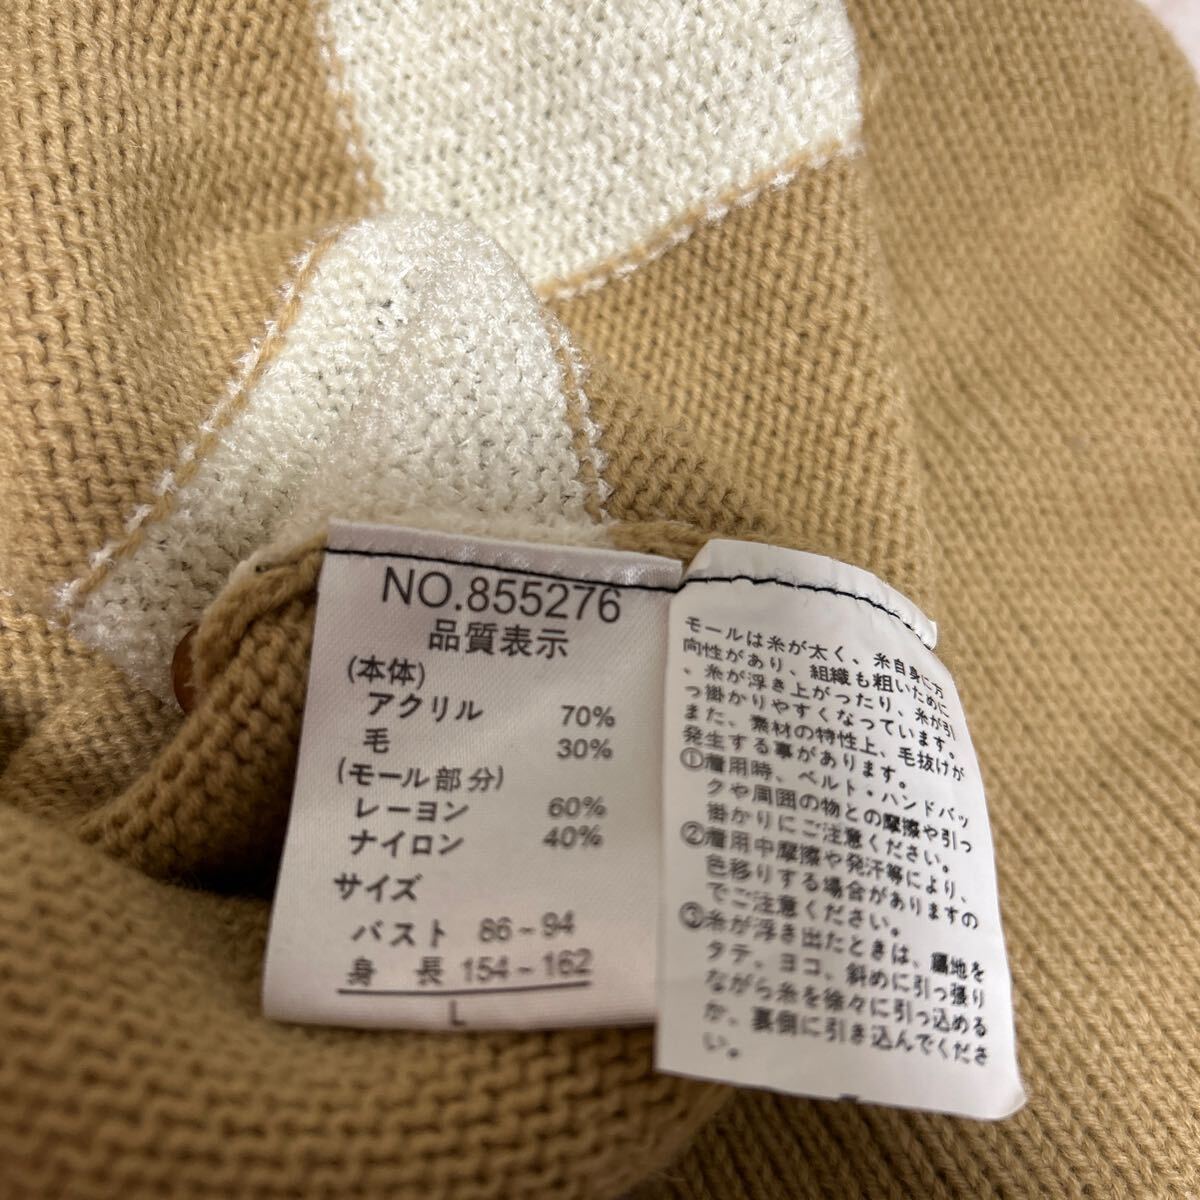 NO.855276
品質表示
(本体)
アクリル 70%
毛 30%
(モール部分)
レーヨン 60%
ナイロン 40%
サイズ
バスト 86~94
身 長 154~162
L
モールは糸が太く、糸自身に方
向性があり、組織も粗いために
、糸が浮き上がったり、糸が引
っ掛かりやすくなっています。
また、素材の特性上、毛抜けが
発生する事があります。
①着用時、ベルト・ハンドバッ
クや周囲の物との摩擦や引っ
掛かりにご注意ください。
②着用中摩擦や発汗等により、
色移りする場合がありますの
でご注意ください。
③糸が浮き出たときは、属地を
タテ、ヨコ、斜めに引っ張り
ながら糸を徐々に引っ込める
か、裏側に引き込んでくださ
い。